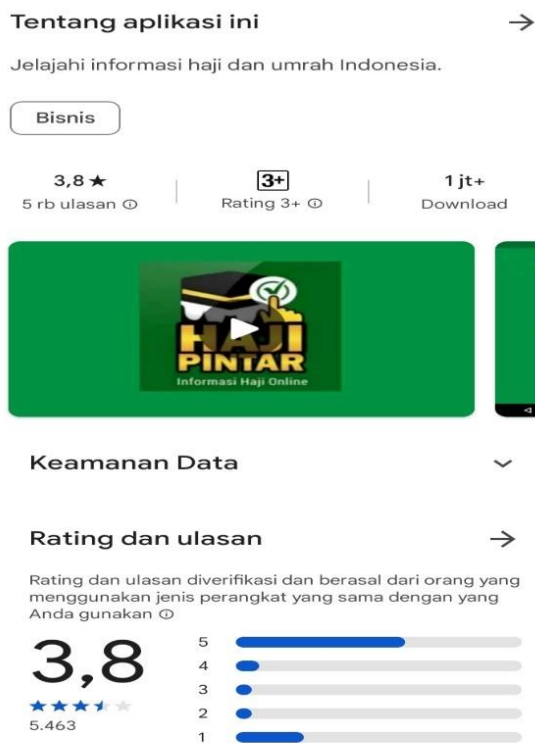 Tentang aplikasi ini
Jelajahi informasi haji dan umrah Indonesia.
Bisnis
3,8★
5 rb ulasan
3+
Rating 3+
1 jt+
Download
HAJI
PINTAR
Informasi Haji Online
Keamanan Data
Rating dan ulasan
Rating dan ulasan diverifikasi dan berasal dari orang yang
menggunakan jenis perangkat yang sama dengan yang
Anda gunakan
3,8
5.463
5
4
3
2
1